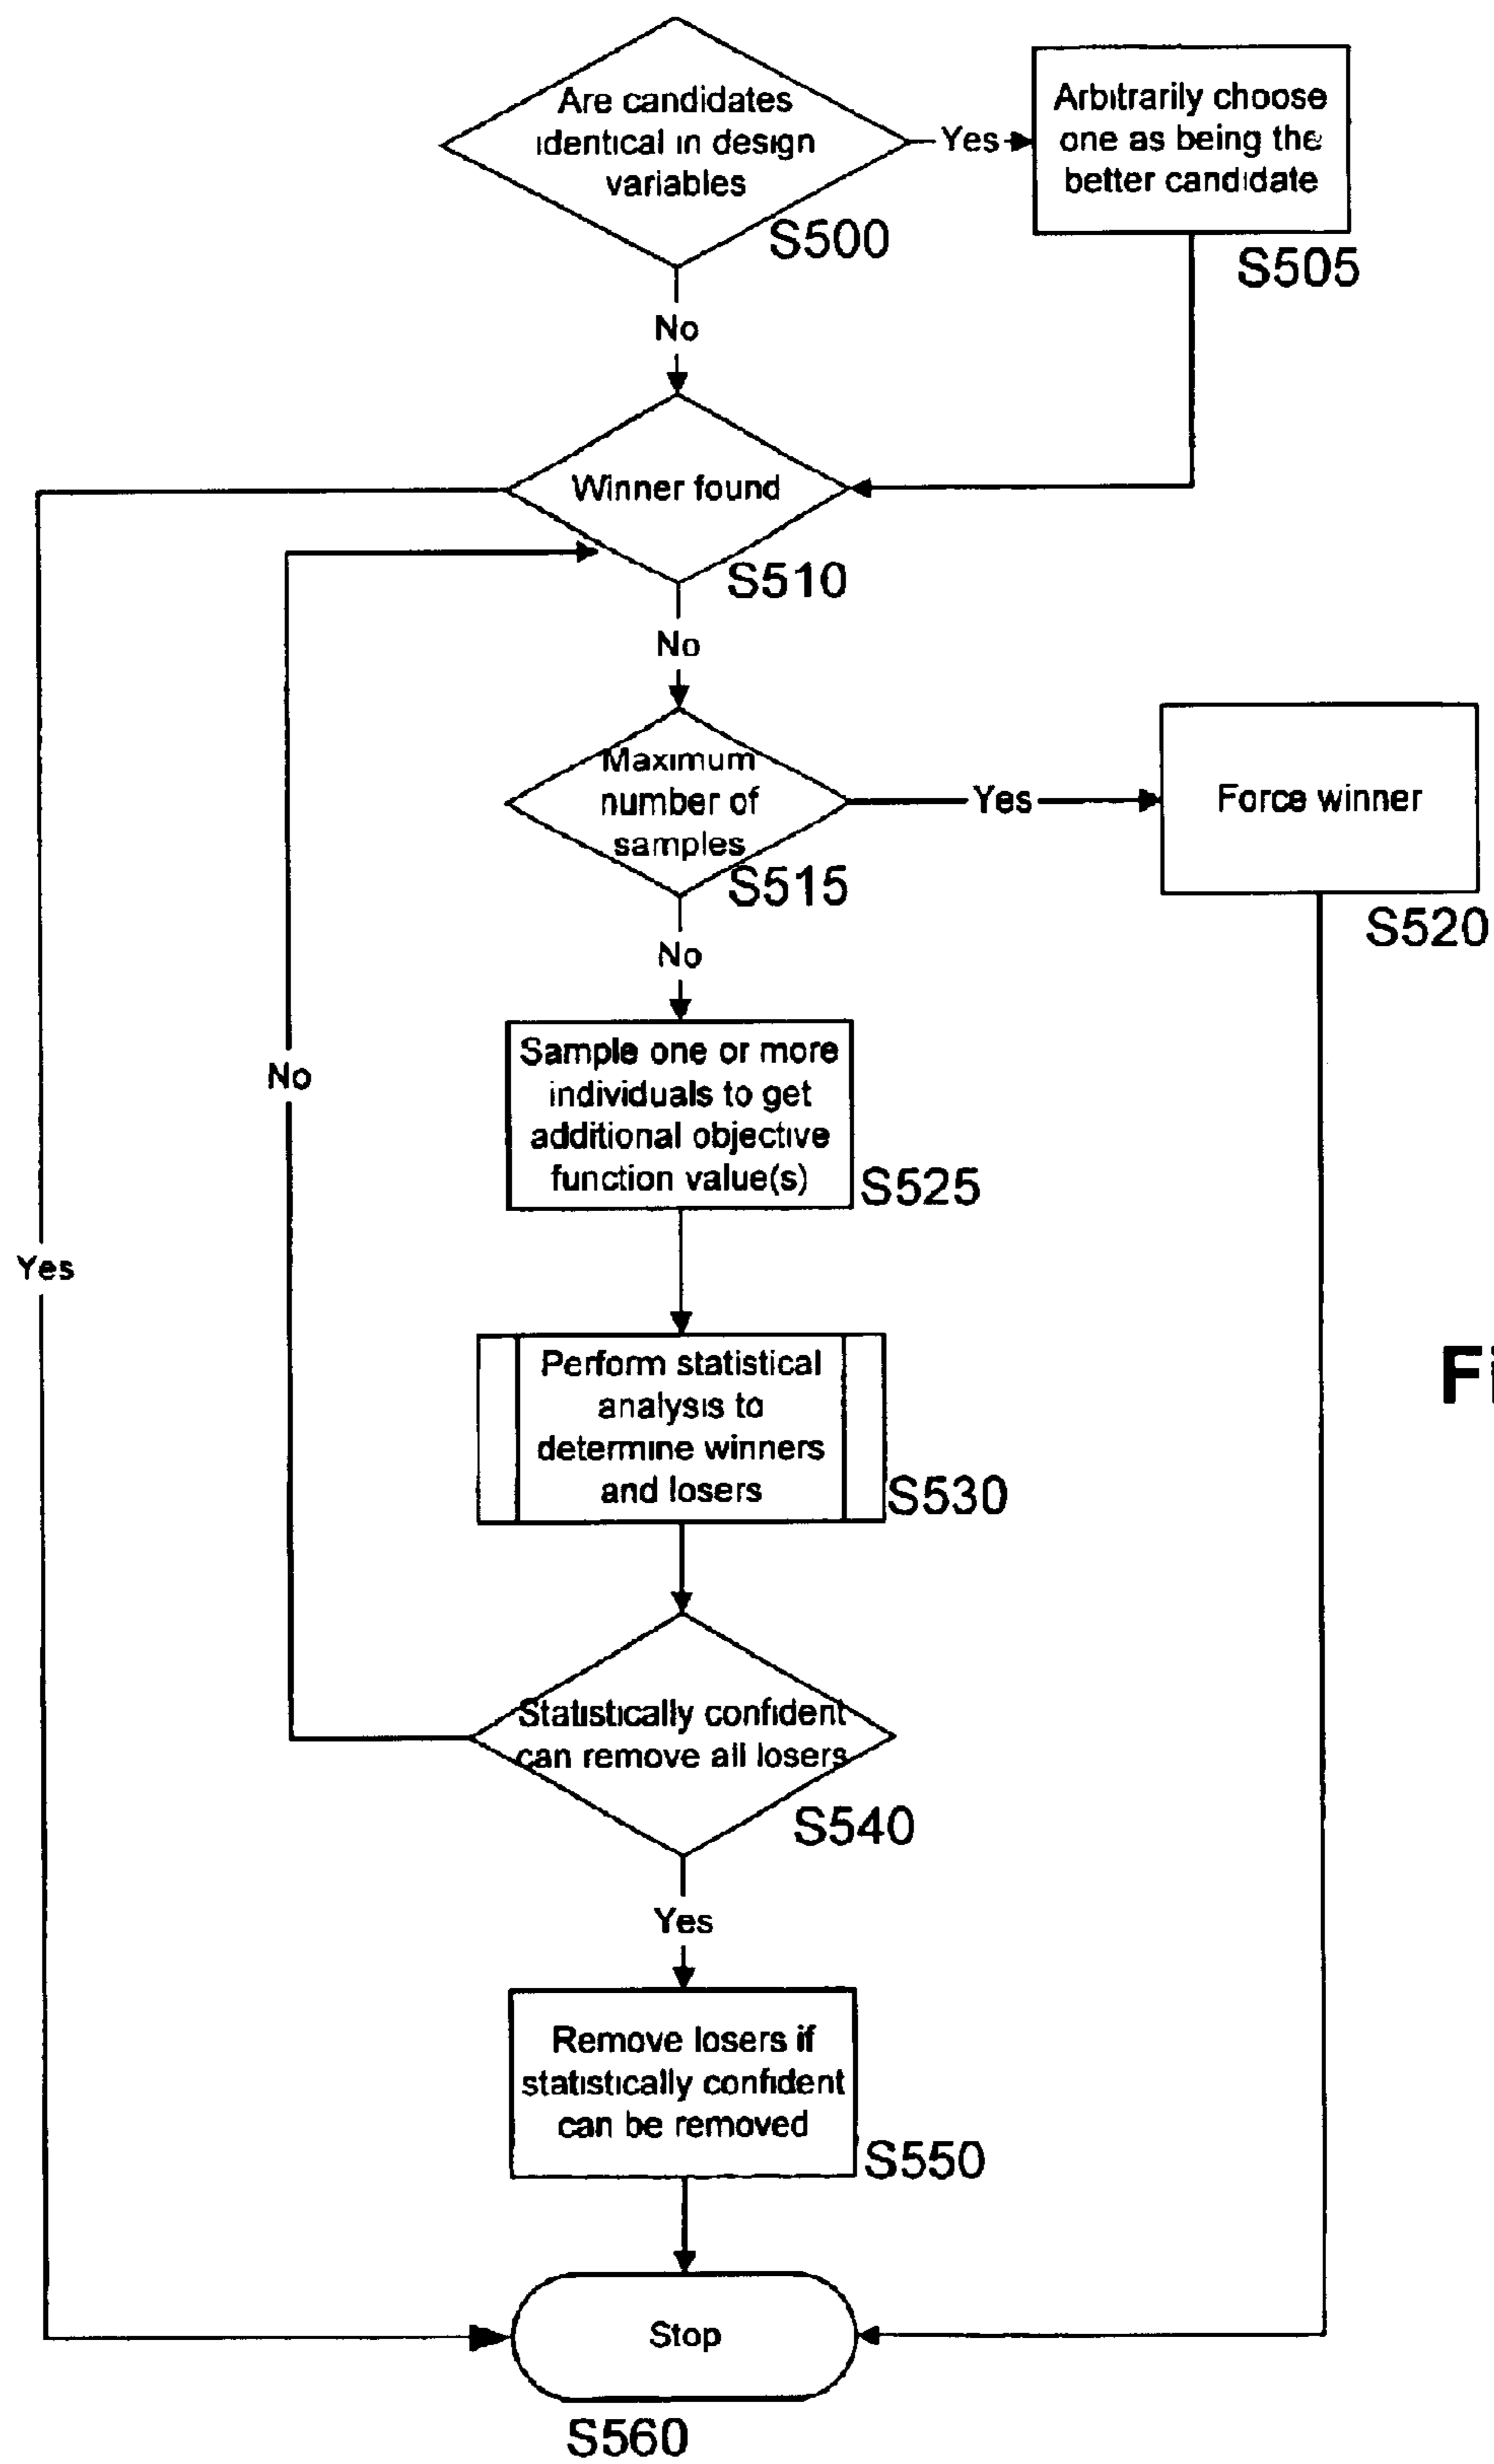 Are candidates
identical in design
variables
S500
Yes
Arbitrarily choose
one as being the
better candidate
S505
No
Winner found
S510
No
Maximum
number of
samples
S515
Yes
Force winner
S520
No
Sample one or more
individuals to get
additional objective
function value(s)
S525
No
Yes
Fi
Perform statistical
analysis to
determine winners
and losers
S530
Statistically confident
can remove all losers
S540
Yes
Remove losers if
statistically confident
can be removed
S550
Stop
S560